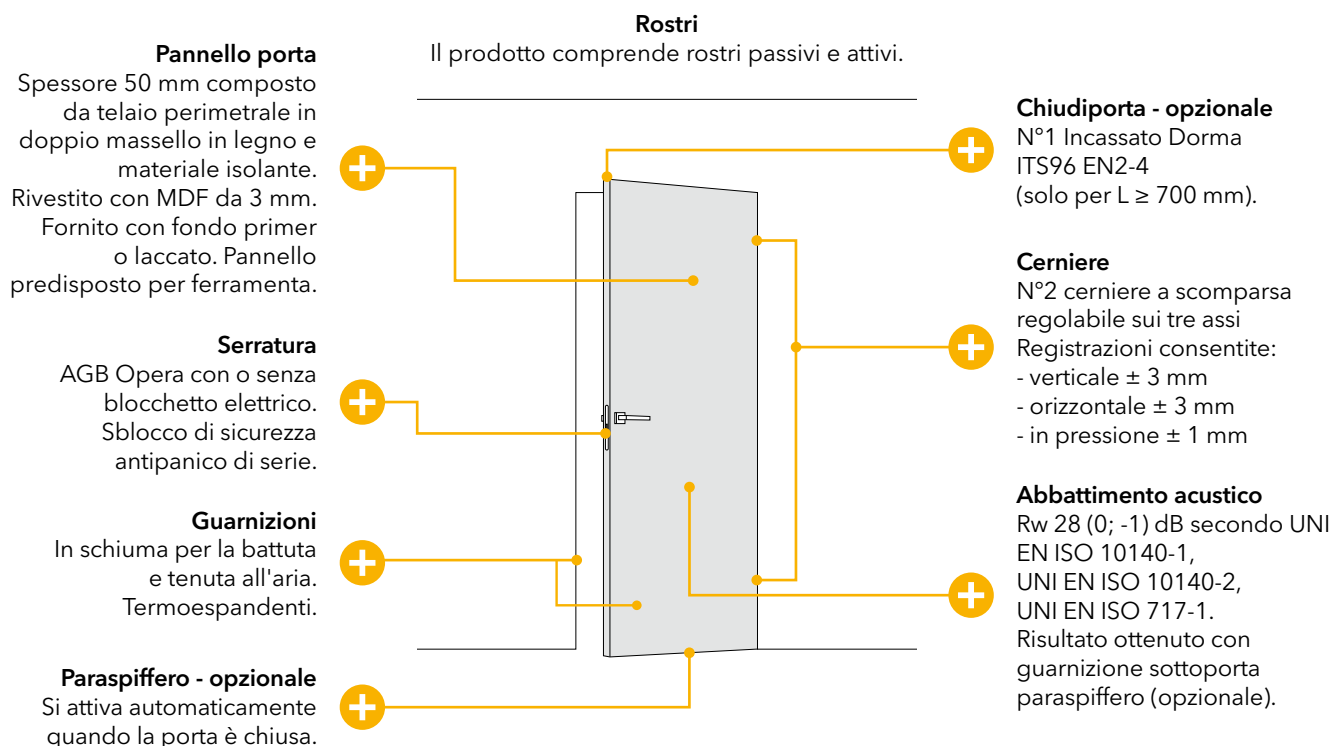 Rostri
Il prodotto comprende rostri passivi e attivi.
Pannello porta
Spessore 50 mm composto
da telaio perimetrale in
doppio massello in legno e
materiale isolante.
Rivestito con MDF da 3 mm.
Fornito con fondo primer
o laccato. Pannello
predisposto per ferramenta.
Serratura
AGB Opera con o senza
blocchetto elettrico.
Sblocco di sicurezza
antipanico di serie.
Guarnizioni
In schiuma per la battuta
e tenuta all'aria.
Termoespandenti.
Paraspiffero - opzionale
Si attiva automaticamente
quando la porta è chiusa.
Chiudiporta - opzionale
N°1 Incassato Dorma
ITS96 EN2-4
(solo per L ≥ 700 mm).
Cerniere
N°2 cerniere a scomparsa
regolabile sui tre assi
Registrazioni consentite:
- verticale ± 3 mm
- orizzontale ± 3 mm
- in pressione ± 1 mm
Abbattimento acustico
Rw 28 (0; -1) dB secondo UNI
EN ISO 10140-1,
UNI EN ISO 10140-2,
UNI EN ISO 717-1.
Risultato ottenuto con
guarnizione sottoporta
paraspiffero (opzionale).